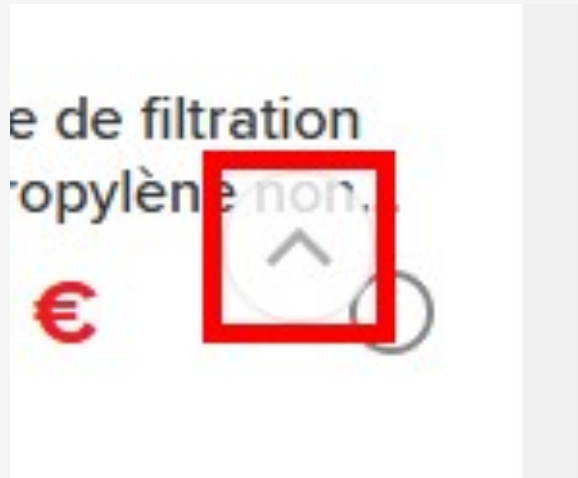 e de filtration
ropylène non...
€